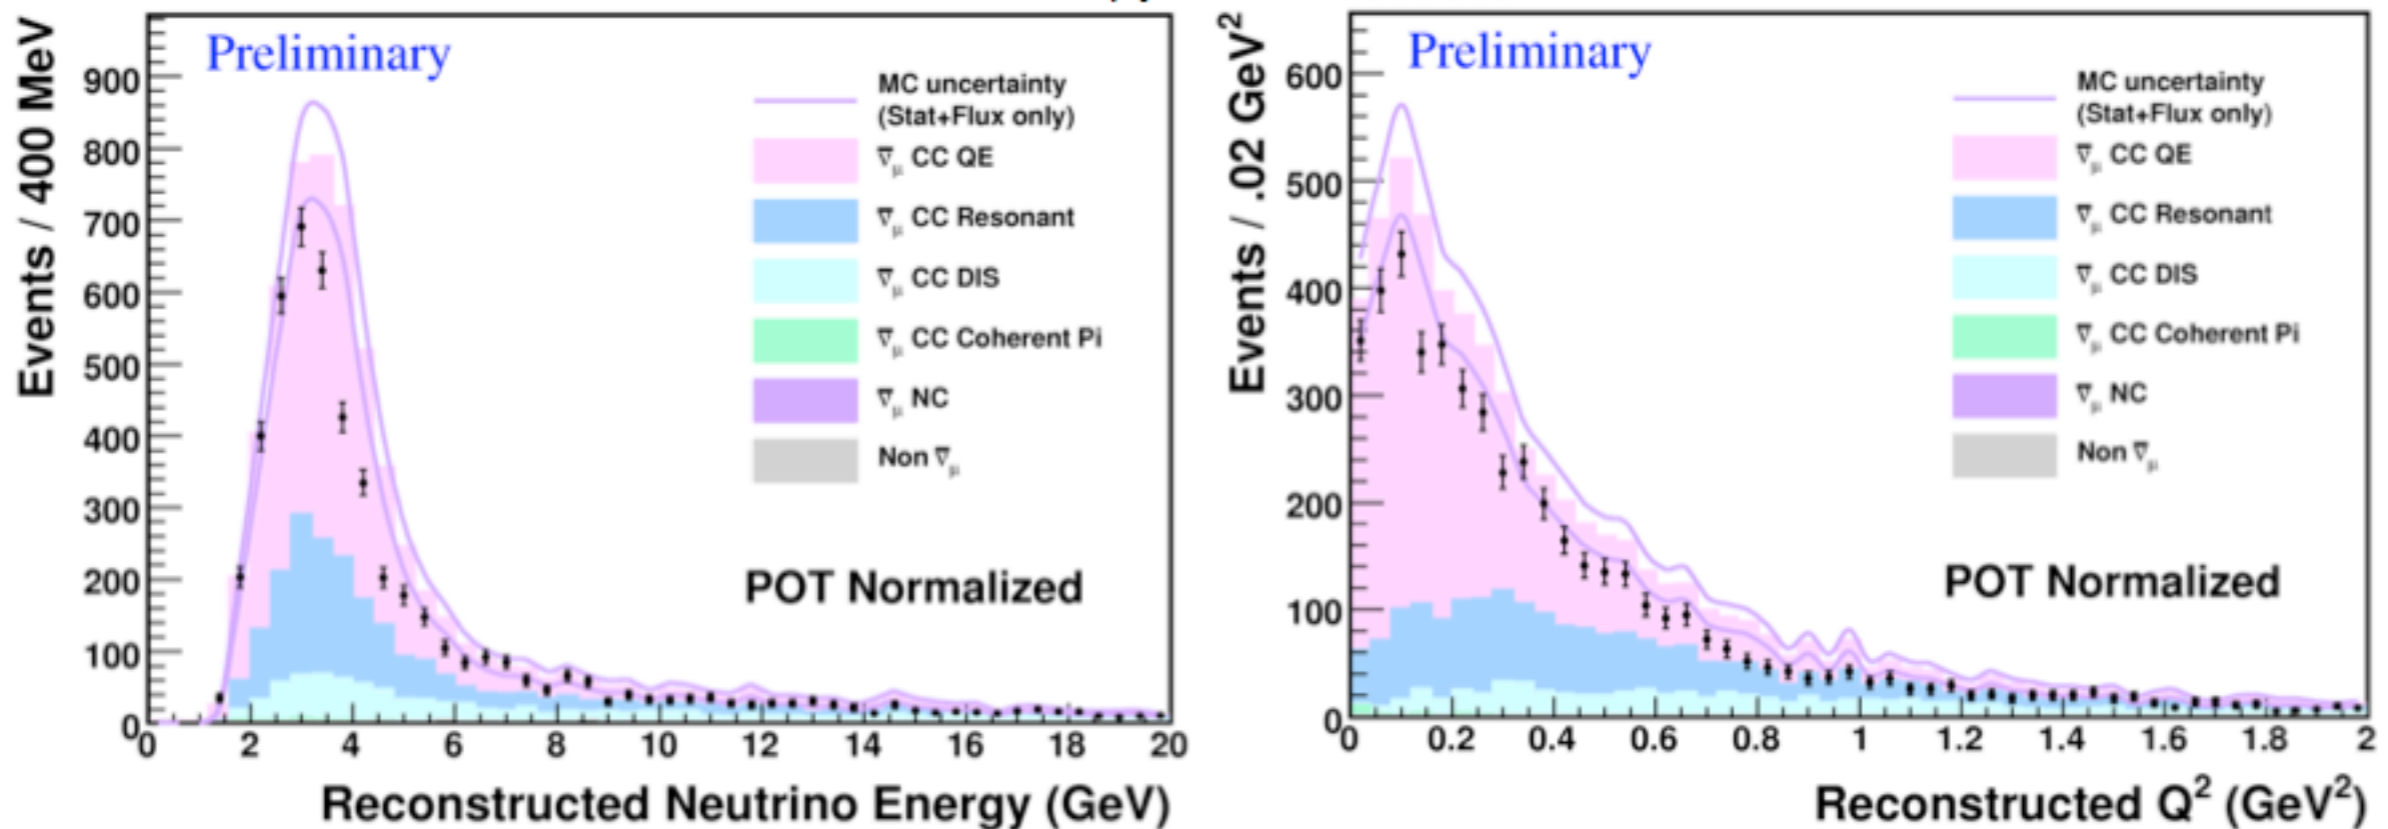 Preliminary
Events / 400 MeV
900
800
700
600
500
400
300
200
100
0
MC uncertainty
(Stat+Flux only)
ν̅μ CC QE
ν̅μ CC Resonant
ν̅μ CC DIS
ν̅μ CC Coherent Pi
ν̅μ NC
Non ν̅μ
POT Normalized
0 2 4 6 8 10 12 14 16 18 20
Reconstructed Neutrino Energy (GeV)
Preliminary
Events / .02 GeV²
600
500
400
300
200
100
0
MC uncertainty
(Stat+Flux only)
ν̅μ CC QE
ν̅μ CC Resonant
ν̅μ CC DIS
ν̅μ CC Coherent Pi
ν̅μ NC
Non ν̅μ
POT Normalized
0 0.2 0.4 0.6 0.8 1 1.2 1.4 1.6 1.8 2
Reconstructed Q² (GeV²)